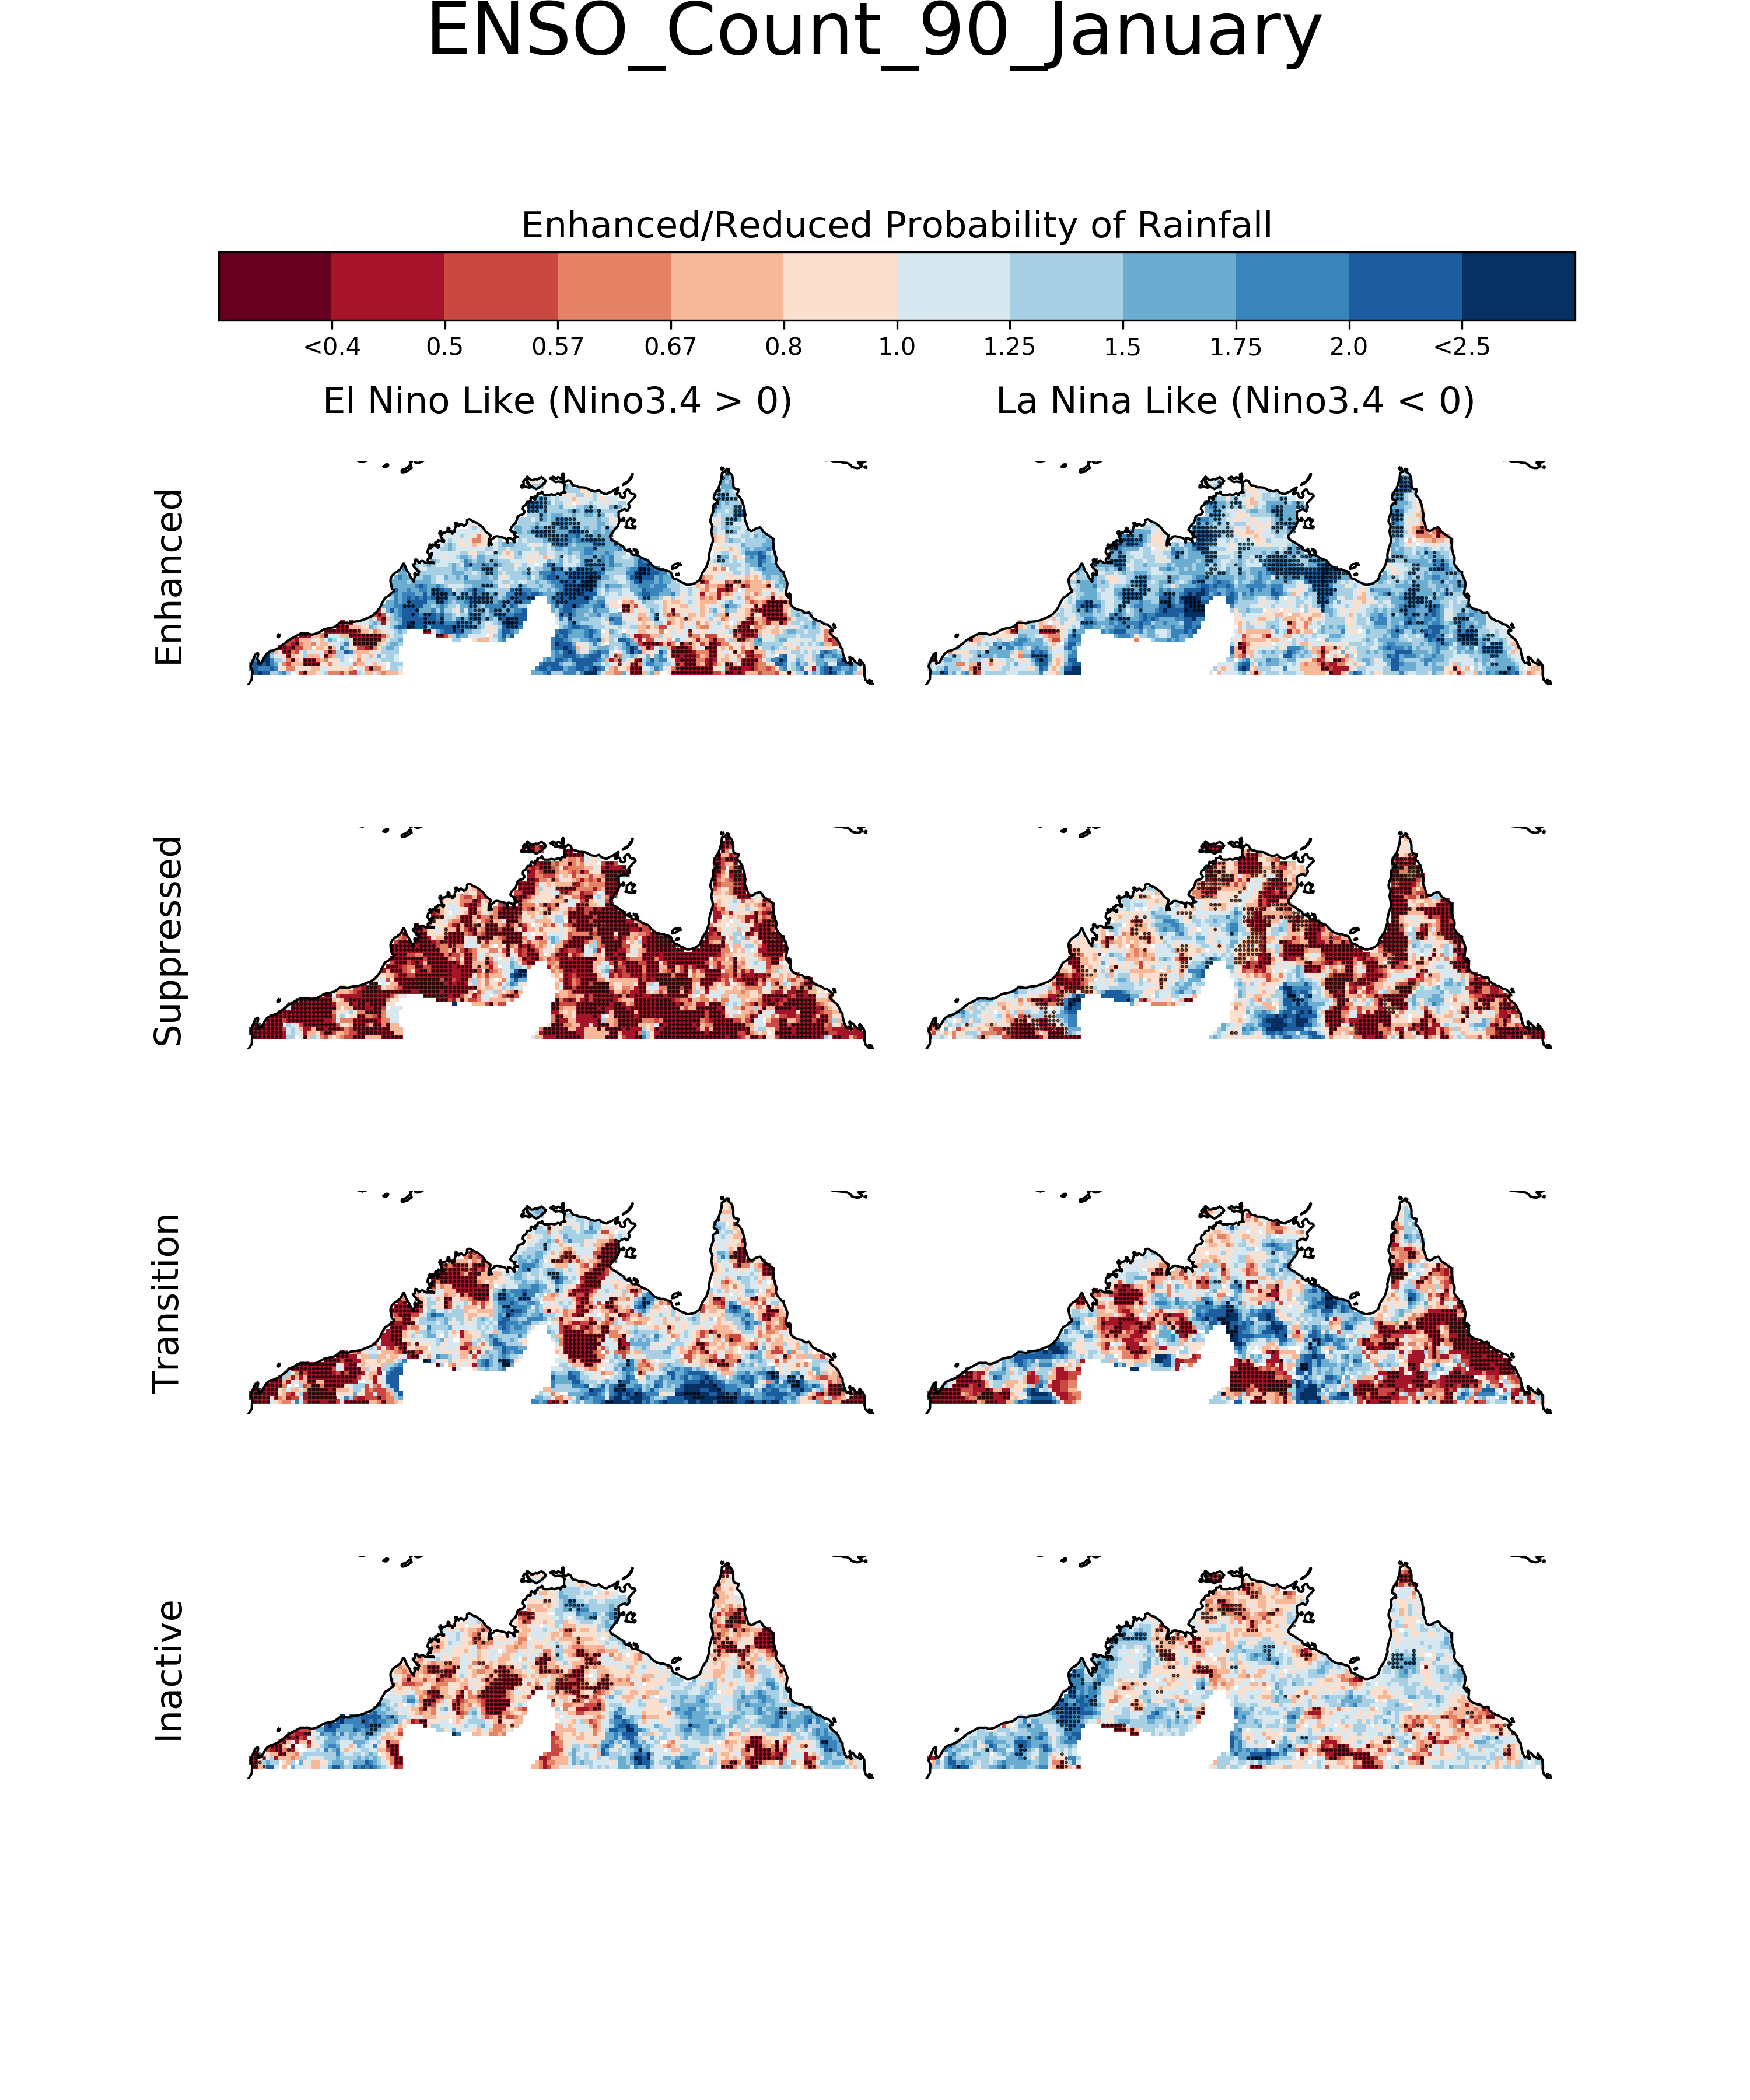 ENSO_Count_90_January
Enhanced/Reduced Probability of Rainfall
<0.4 0.5 0.57 0.67 0.8 1.0 1.25 1.5 1.75 2.0 <2.5
El Nino Like (Nino3.4 > 0) La Nina Like (Nino3.4 < 0)
Enhanced
Suppressed
Transition
Inactive